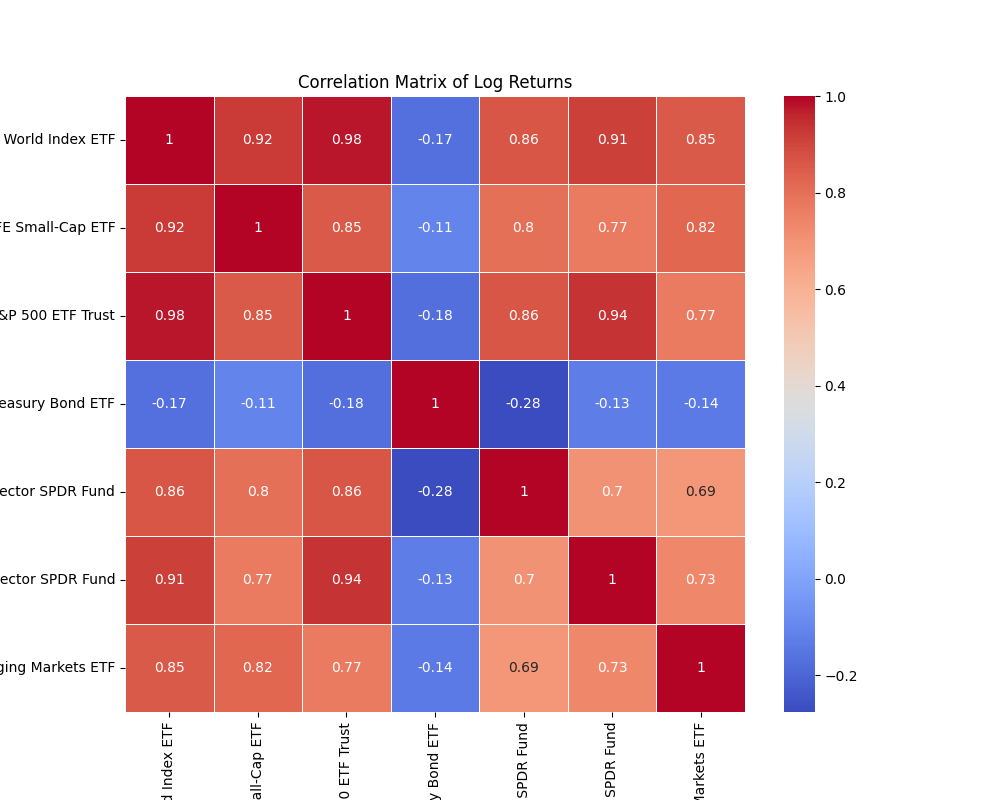 Correlation Matrix of Log Returns
World Index ETF 1 0.92 0.98 -0.17 0.86 0.91 0.85
Small-Cap ETF 0.92 1 0.85 -0.11 0.8 0.77 0.82
&P 500 ETF Trust 0.98 0.85 1 -0.18 0.86 0.94 0.77
easury Bond ETF -0.17 -0.11 -0.18 1 -0.28 -0.13 -0.14
ector SPDR Fund 0.86 0.8 0.86 -0.28 1 0.7 0.69
ector SPDR Fund 0.91 0.77 0.94 -0.13 0.7 1 0.73
ging Markets ETF 0.85 0.82 0.77 -0.14 0.69 0.73 1
d Index ETF
all-Cap ETF
0 ETF Trust
y Bond ETF
SPDR Fund
SPDR Fund
Markets ETF
1.0
0.8
0.6
0.4
0.2
0.0
−0.2